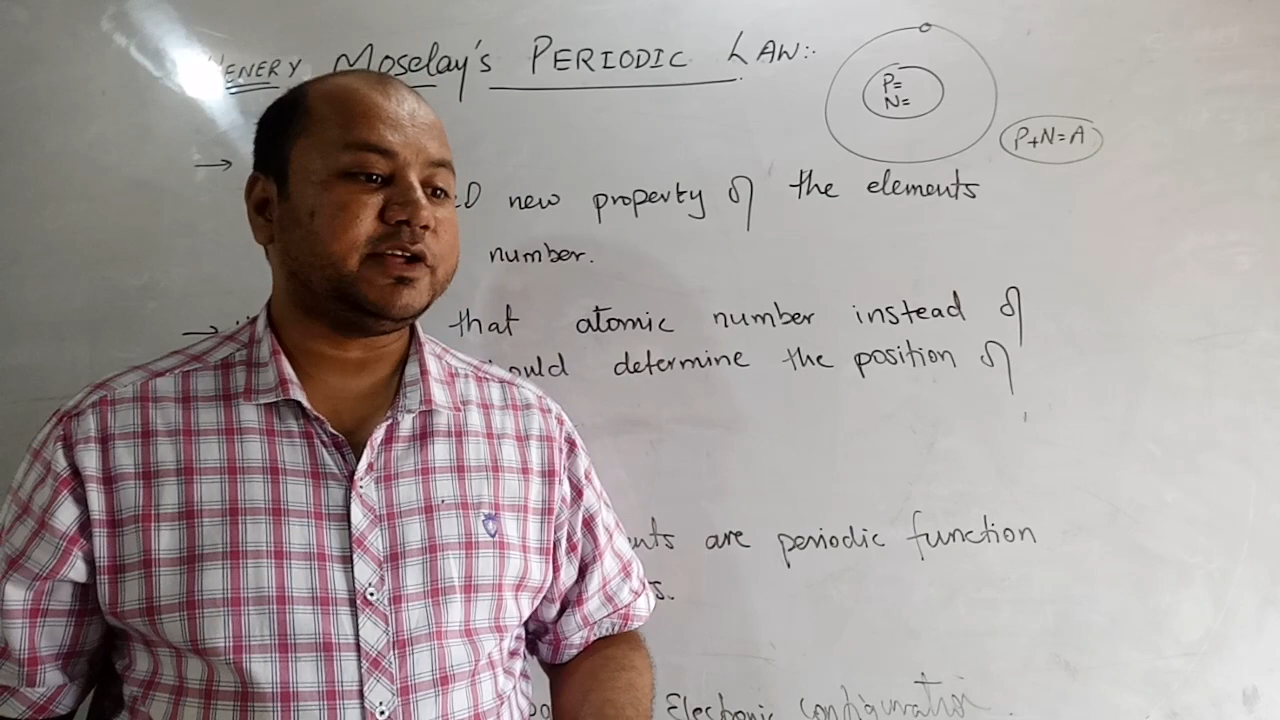 HENERY Moselay's PERIODIC LAW:-
P=
N=
P+N=A
→
new property of the elements
number.
→ that atomic number instead of
ould determine the position of
nts are periodic function
s.
Electronic configuration